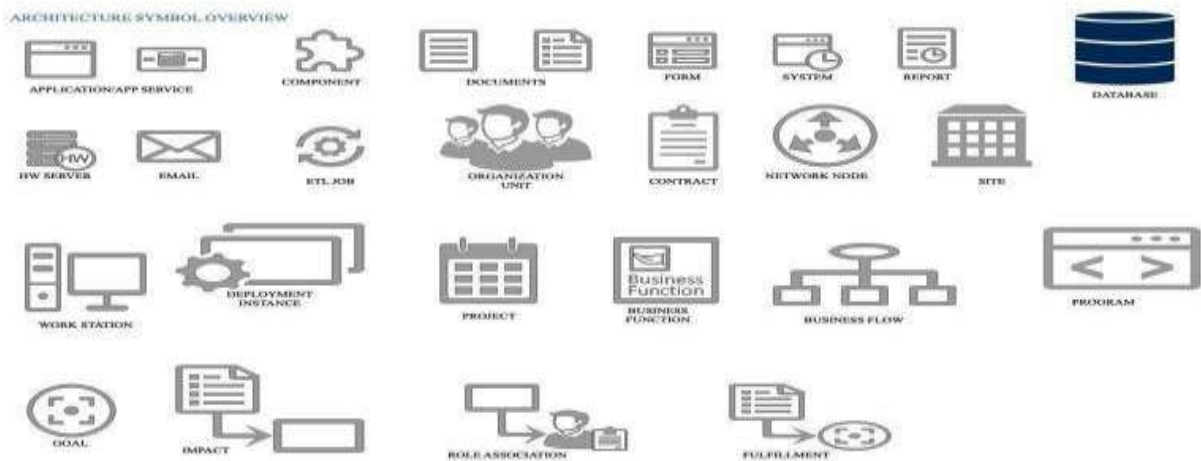 ARCHITECTURE SYMBOL OVERVIEW
APPLICATION/APP SERVICE
COMPONENT
DOCUMENTS
FORM
SYSTEM
REPORT
DATABASE
HW
HW SERVER
EMAIL
ETL JOB
ORGANIZATION
UNIT
CONTRACT
NETWORK NODE
SITE
WORK STATION
DEPLOYMENT
INSTANCE
PROJECT
Business
Function
BUSINESS
FUNCTION
BUSINESS FLOW
PROGRAM
GOAL
IMPACT
ROLE ASSOCIATION
FULFILLMENT